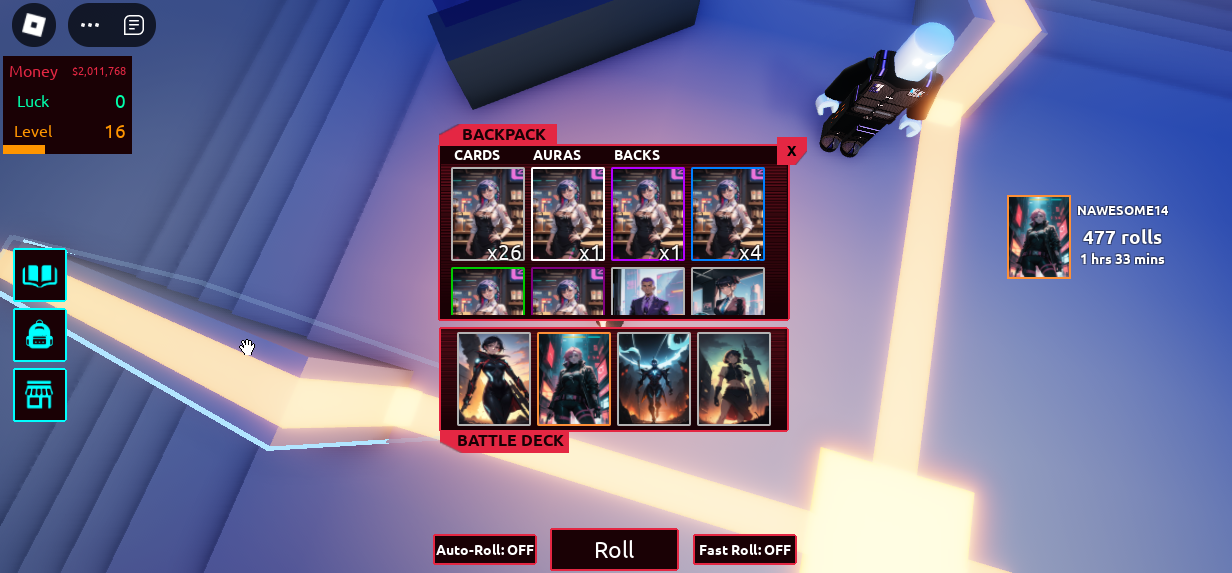 Money $2,011,768
Luck 0
Level 16
BACKPACK
X
CARDS AURAS BACKS
x26 x1 x1 x4
NAWESOME14
477 rolls
1 hrs 33 mins
BATTLE DECK
Auto-Roll: OFF
Roll
Fast Roll: OFF